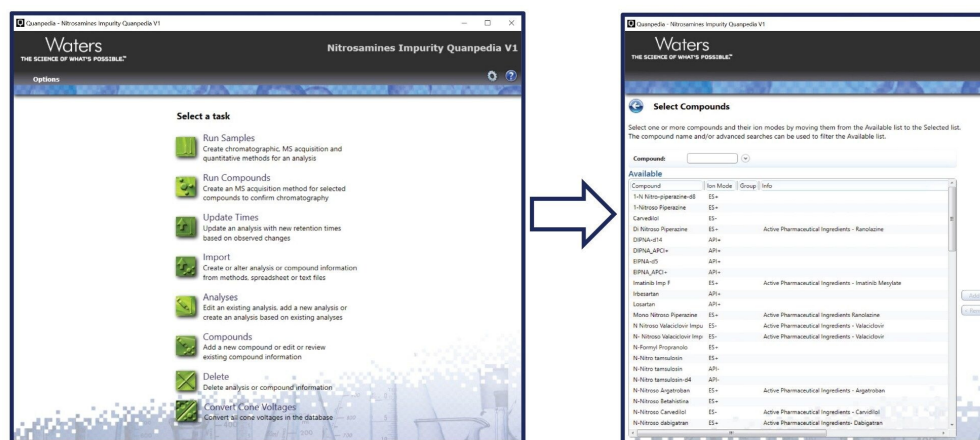 Quanpedia - Nitrosamines Impurity Quanpedia V1
Waters
THE SCIENCE OF WHAT'S POSSIBLE.™
Nitrosamines Impurity Quanpedia V1
Options
Select a task
Run Samples
Create chromatographic, MS acquisition and
quantitative methods for an analysis
Run Compounds
Create an MS acquisition method for selected
compounds to confirm chromatography
Update Times
Update an analysis with new retention times
based on observed changes
Import
Create or alter analysis or compound information
from methods, spreadsheet or text files
Analyses
Edit an existing analysis, add a new analysis or
create an analysis based on existing analyses
Compounds
Add a new compound or edit or review
existing compound information
Delete
Delete analysis or compound information
Convert Cone Voltages
Convert all cone voltages in the database
Quanpedia - Nitrosamines Impurity Quanpedia V1
Waters
THE SCIENCE OF WHAT'S POSSIBLE.™
Select Compounds
Select one or more compounds and their ion modes by moving them from the Available list to the Selected list.
The compound name and/or advanced searches can be used to filter the Available list.
Compound:
Available
Compound Ion Mode Group Info
1-N Nitro-piperazine-d8 ES+
1-Nitroso Piperazine ES+
Carvedilol ES-
Di Nitroso Piperazine ES+ Active Pharmaceutical Ingredients - Ranolazine
DIPNA-d14 API+
DIPNA_APCI+ API+
EIPNA-d5 API+
EIPNA_APCI+ API+
Imatinib Imp F ES+ Active Pharmaceutical Ingredients - Imatinib Mesylate
Irbesartan API+
Losartan API+
Mono Nitroso Piperazine ES+ Active Pharmaceutical Ingredients Ranolazine
N Nitroso Valaciclovir Impu ES- Active Pharmaceutical Ingredients - Valaciclovir
N- Nitroso Valaciclovir Imp ES- Active Pharmaceutical Ingredients - Valaciclovir
N-Formyl Propranolo ES+
N-Nitro tamsulosin ES+
N-Nitro tamsulosin API-
N-Nitro tamsulosin-d4 API-
N-Nitroso Argatroban ES+ Active Pharmaceutical Ingredients - Argatroban
N-Nitroso Betahistina ES+
N-Nitroso Carvedilol ES- Active Pharmaceutical Ingredients - Carvidilol
N-Nitroso dabigatran ES+ Active Pharmaceutical Ingredients- Dabigatran